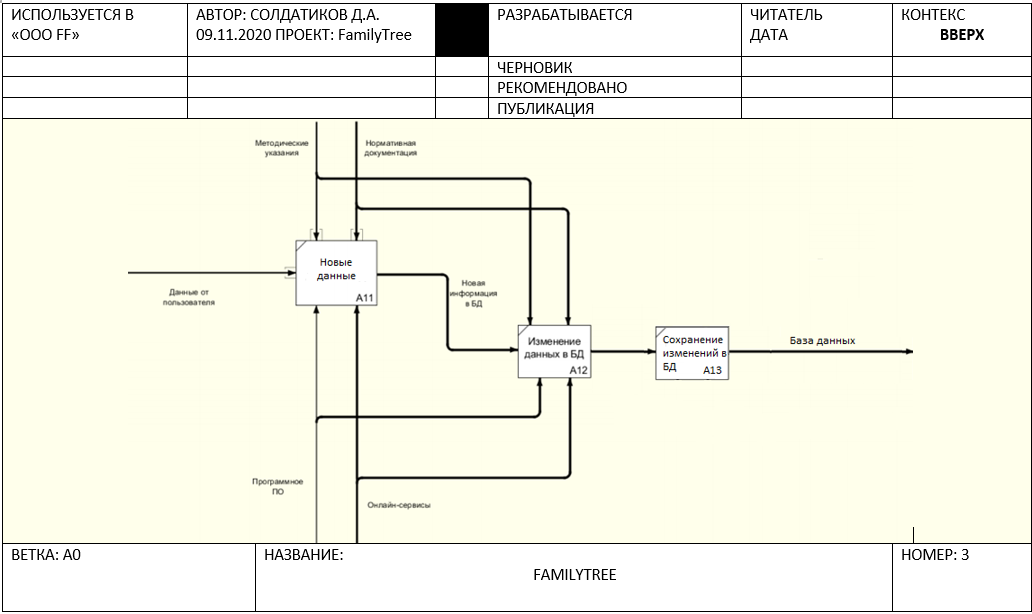 ИСПОЛЬЗУЕТСЯ В
«ООО FF»
АВТОР: СОЛДАТИКОВ Д.А.
09.11.2020 ПРОЕКТ: FamilyTree
РАЗРАБАТЫВАЕТСЯ
ЧИТАТЕЛЬ
ДАТА
КОНТЕКС
ВВЕРХ
ЧЕРНОВИК
РЕКОМЕНДОВАНО
ПУБЛИКАЦИЯ
Методические
указания
Нормативная
документация
Новые
данные
A11
Данные от
пользователя
Новая
информация
в БД
Изменение
данных в БД
A12
Сохранение
изменений в
БД
A13
База данных
Программное
ПО
Онлайн-сервисы
ВЕТКА: А0
НАЗВАНИЕ:
FAMILYTREE
НОМЕР: 3